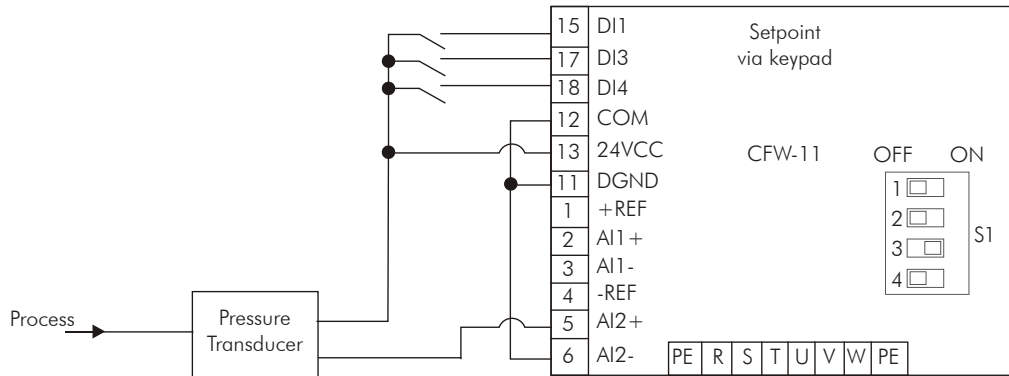 15 DI1
17 DI3
18 DI4
12 COM
13 24VCC
11 DGND
1 +REF
2 AI1+
3 AI1-
4 -REF
5 AI2+
6 AI2-
Setpoint
via keypad
CFW-11
OFF ON
1
2
3
4
S1
Process
Pressure
Transducer
PE R S T U V W PE